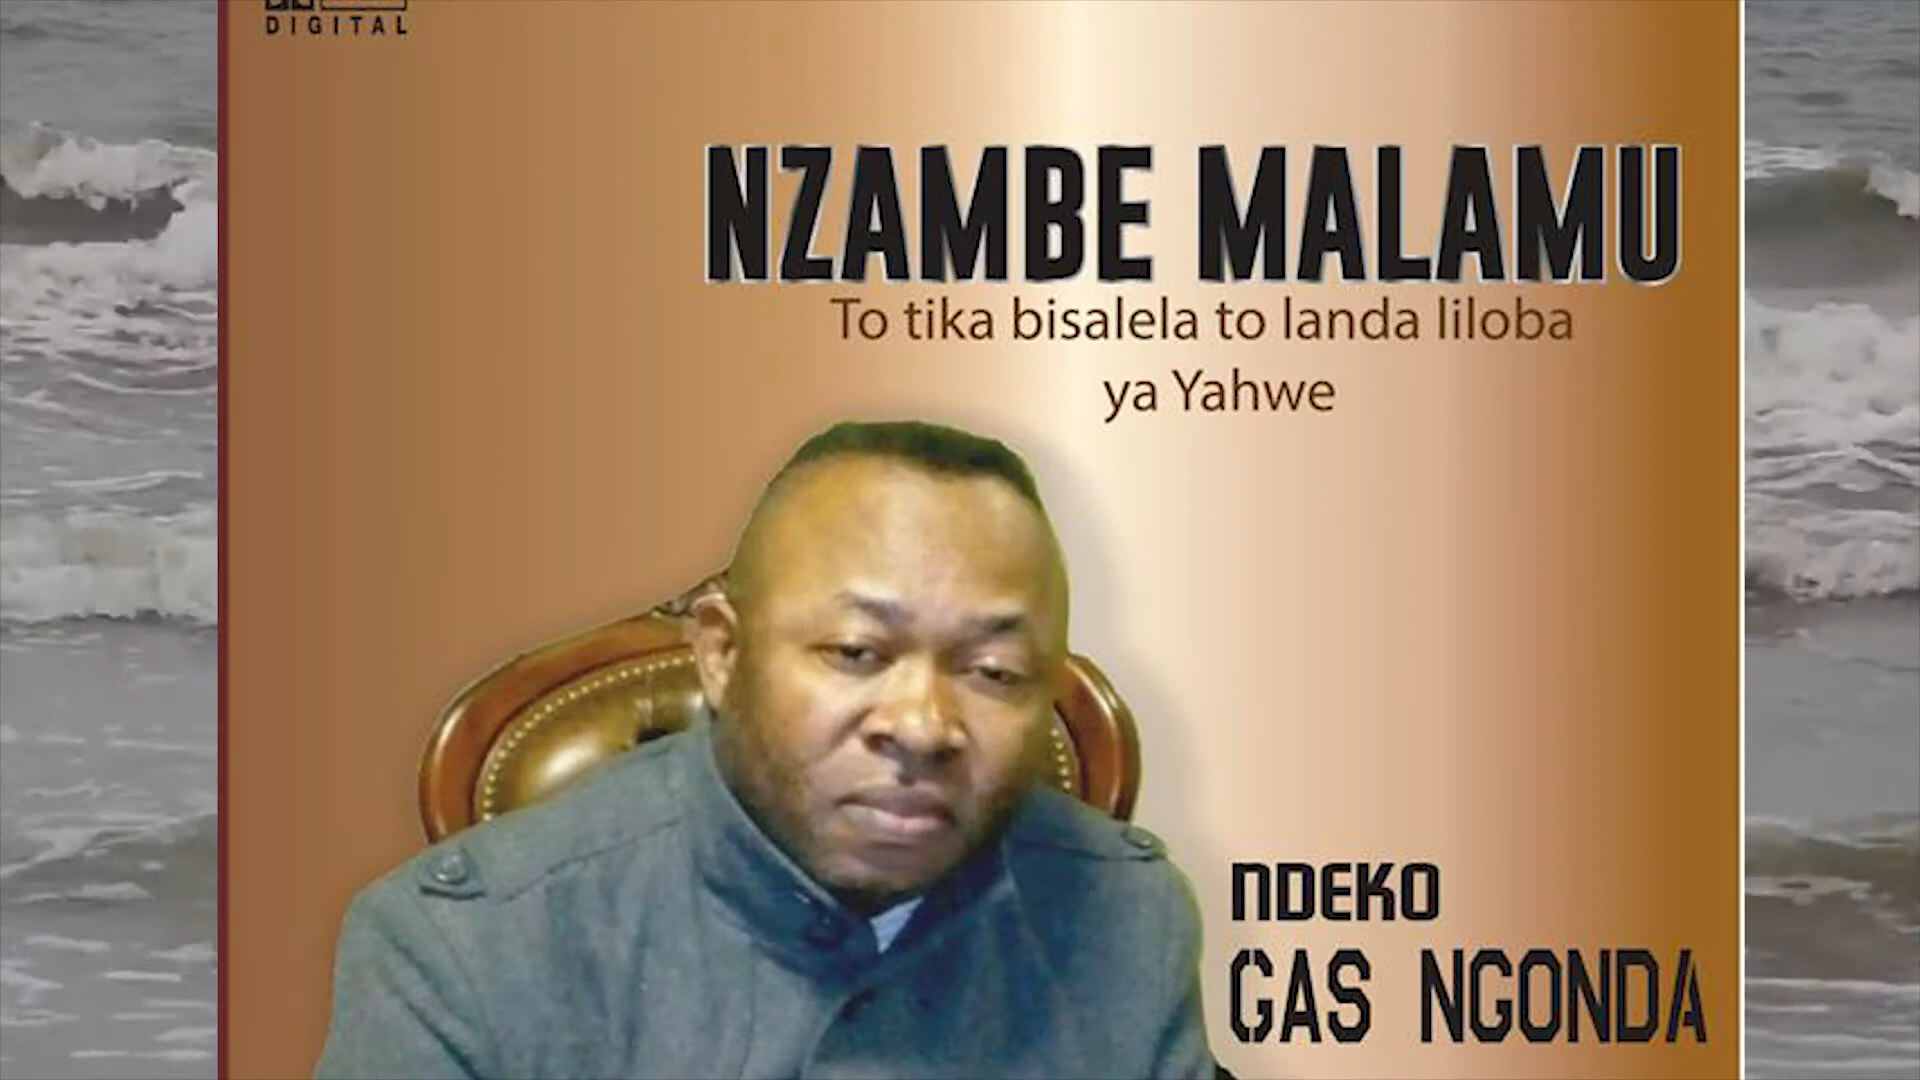 DIGITAL
NZAMBE MALAMU
To tika bisalela to landa liloba
ya Yahwe
NDEKO
GAS NGONDA